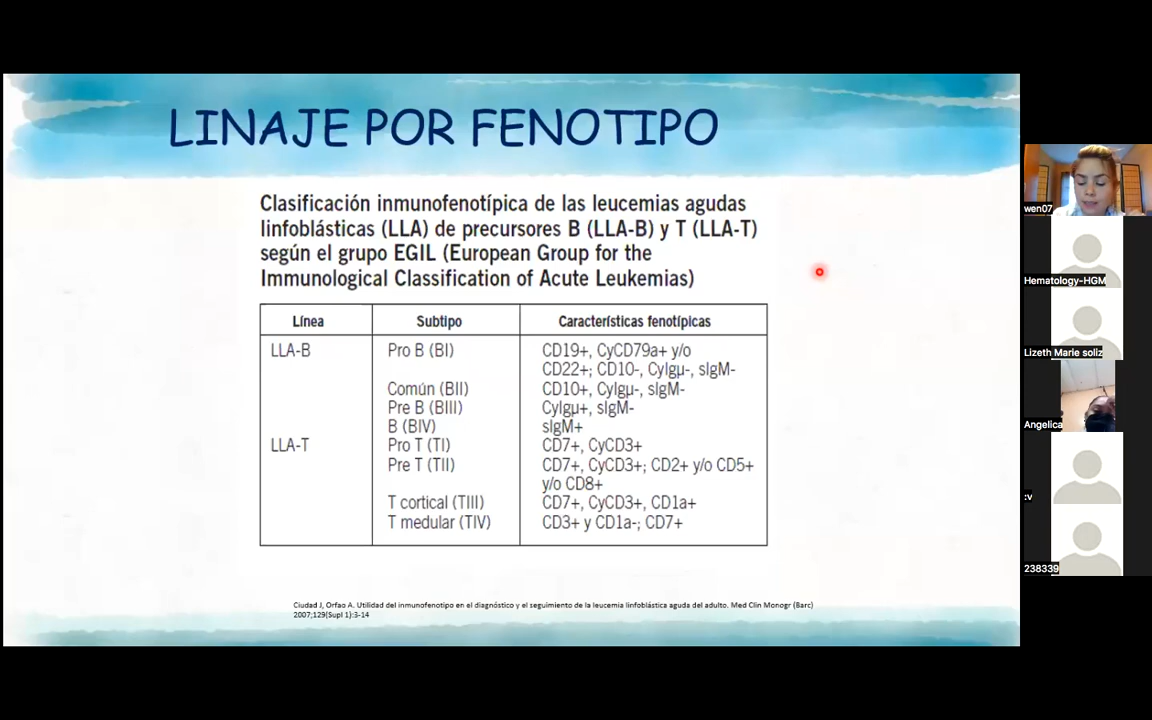 LINAJE POR FENOTIPO
Clasificación inmunofenotípica de las leucemias agudas
linfoblásticas (LLA) de precursores B (LLA-B) y T (LLA-T)
según el grupo EGIL (European Group for the
Immunological Classification of Acute Leukemias)
Línea Subtipo Características fenotípicas
LLA-B Pro B (BI) CD19+, CyCD79a+ y/o
CD22+; CD10-, CyIgµ-, sIgM-
Común (BII) CD10+, CyIgµ-, sIgM-
Pre B (BIII) CyIgµ+, sIgM-
B (BIV) sIgM+
LLA-T Pro T (TI) CD7+, CyCD3+
Pre T (TII) CD7+, CyCD3+; CD2+ y/o CD5+
y/o CD8+
T cortical (TIII) CD7+, CyCD3+, CD1a+
T medular (TIV) CD3+ y CD1a-; CD7+
Ciudad J, Orfao A. Utilidad del inmunofenotipo en el diagnóstico y el seguimiento de la leucemia linfoblástica aguda del adulto. Med Clin Monogr (Barc)
2007;129(Supl 1):3-14
wen07
Hematology-HGM
Lizeth Marie soliz
Angelica
:v
238339